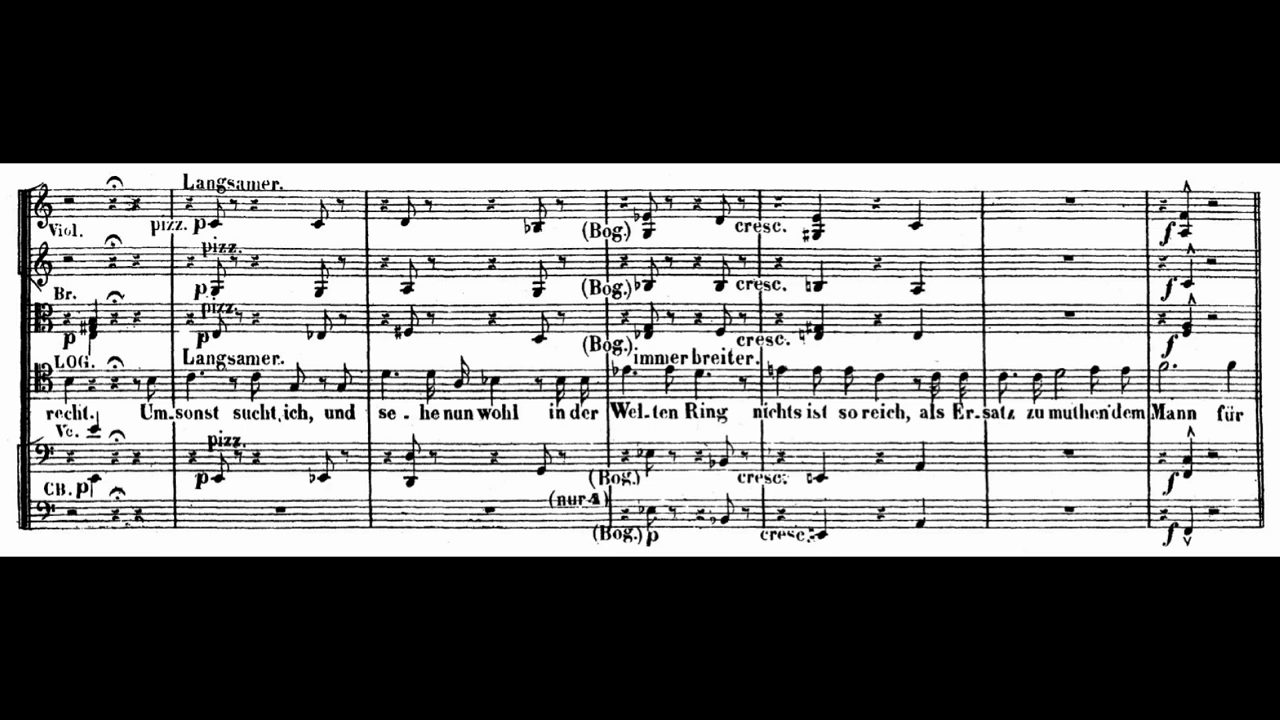 Langsamer.
Viol. pizz. p (Bog.) cresc. f
pizz.
p (Bog.) cresc. f
Br. pizz.
p p (Bog.) cresc. f
LOG. Langsamer. immer breiter.
recht. Um-sonst sucht' ich, und se-he nun wohl in der Wel-ten Ring nichts ist so reich, als Er-satz zu muthen dem Mann für
Vc. pizz.
p p (Bog.) cresc. f
CB. (nur 4)
(Bog.) p cresc. f